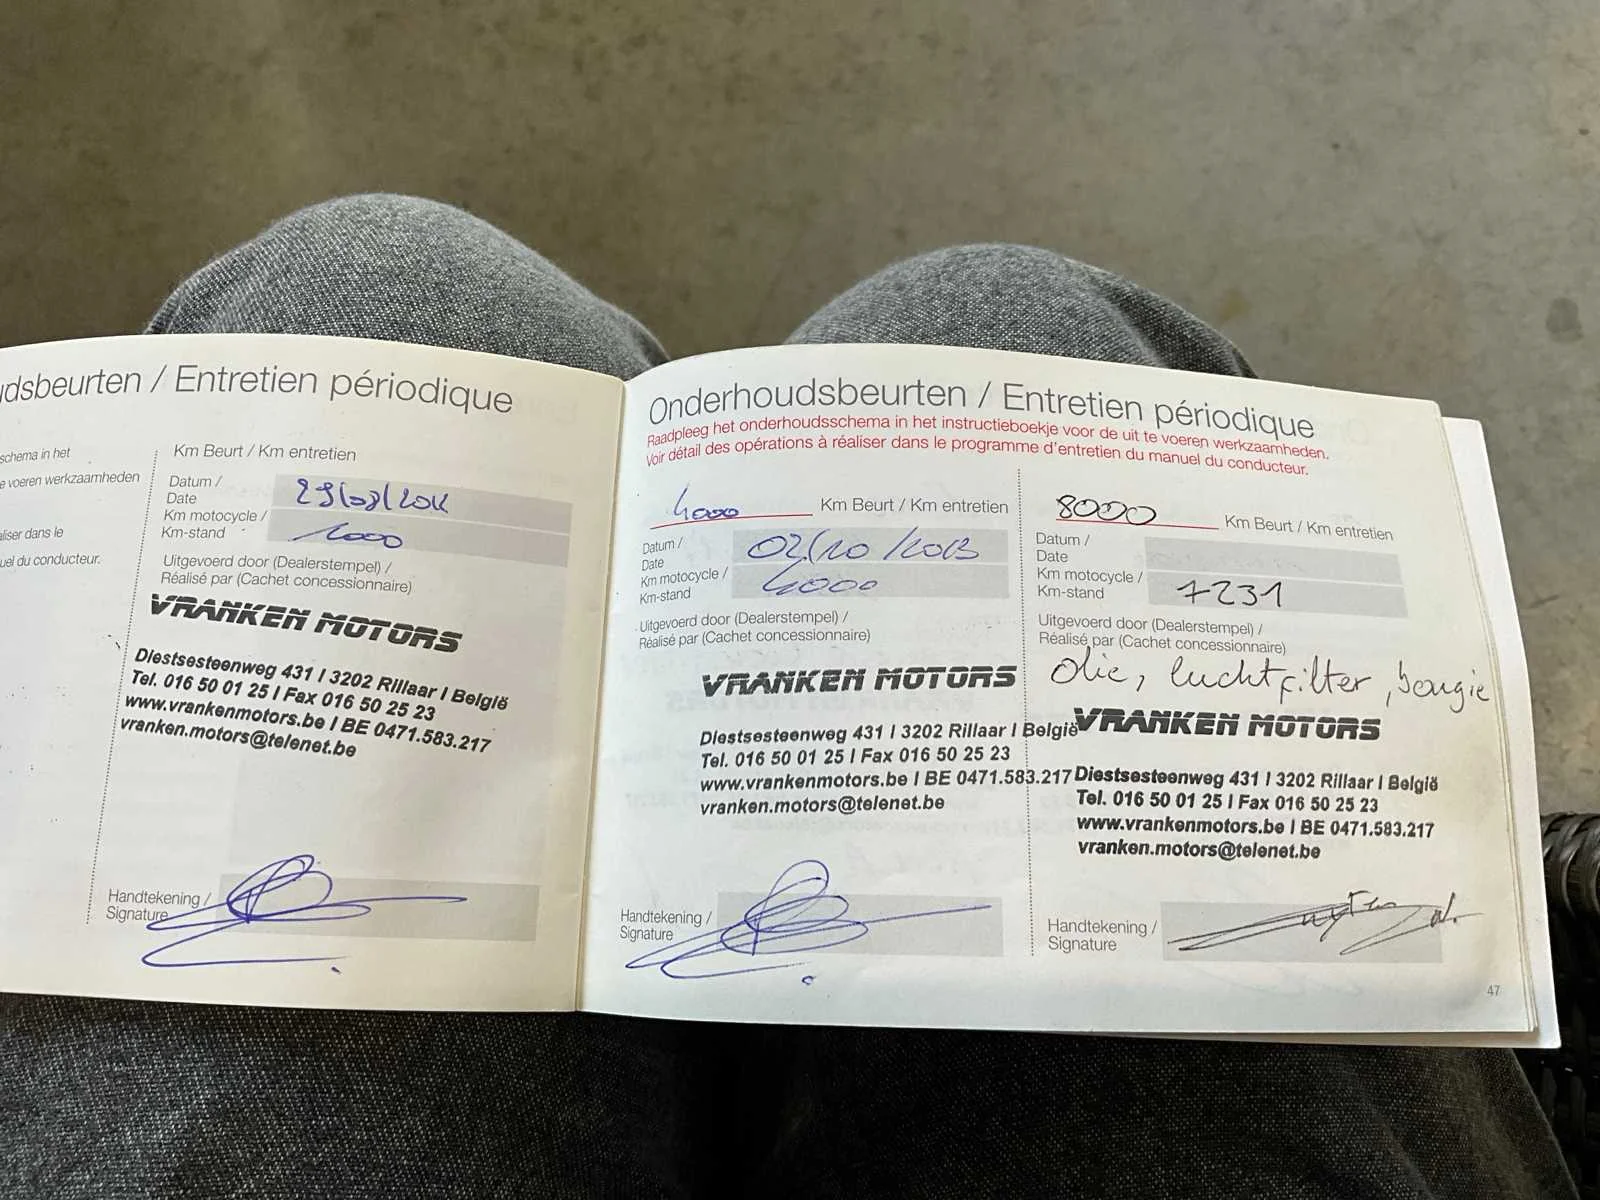 dsbeurten / Entretien périodique
schema in het
e voeren werkzaamheden
aliser dans le
uel du conducteur.
Km Beurt / Km entretien
Datum /
Date
Km motocycle /
Km-stand
1000
Uitgevoerd door (Dealerstempel) /
Réalisé par (Cachet concessionnaire)
VRANKEN MOTORS
Diestsesteenweg 431 I 3202 Rillaar I België
Tel. 016 50 01 25 I Fax 016 50 25 23
www.vrankenmotors.be I BE 0471.583.217
vranken.motors@telenet.be
Handtekening /
Signature
Onderhoudsbeurten / Entretien périodique
Raadpleeg het onderhoudsschema in het instructieboekje voor de uit te voeren werkzaamheden.
Voir détail des opérations à réaliser dans le programme d'entretien du manuel du conducteur.
4000 Km Beurt / Km entretien
Datum /
Date
02/10/2013
Km motocycle /
Km-stand
4000
Uitgevoerd door (Dealerstempel) /
Réalisé par (Cachet concessionnaire)
VRANKEN MOTORS
Diestsesteenweg 431 I 3202 Rillaar I België
Tel. 016 50 01 25 I Fax 016 50 25 23
www.vrankenmotors.be I BE 0471.583.217
vranken.motors@telenet.be
Handtekening /
Signature
8000 Km Beurt / Km entretien
Datum /
Date
Km motocycle /
Km-stand
7231
Uitgevoerd door (Dealerstempel) /
Réalisé par (Cachet concessionnaire)
Olie, luchtfilter, bougie
VRANKEN MOTORS
Diestsesteenweg 431 I 3202 Rillaar I België
Tel. 016 50 01 25 I Fax 016 50 25 23
www.vrankenmotors.be I BE 0471.583.217
vranken.motors@telenet.be
Handtekening /
Signature
47